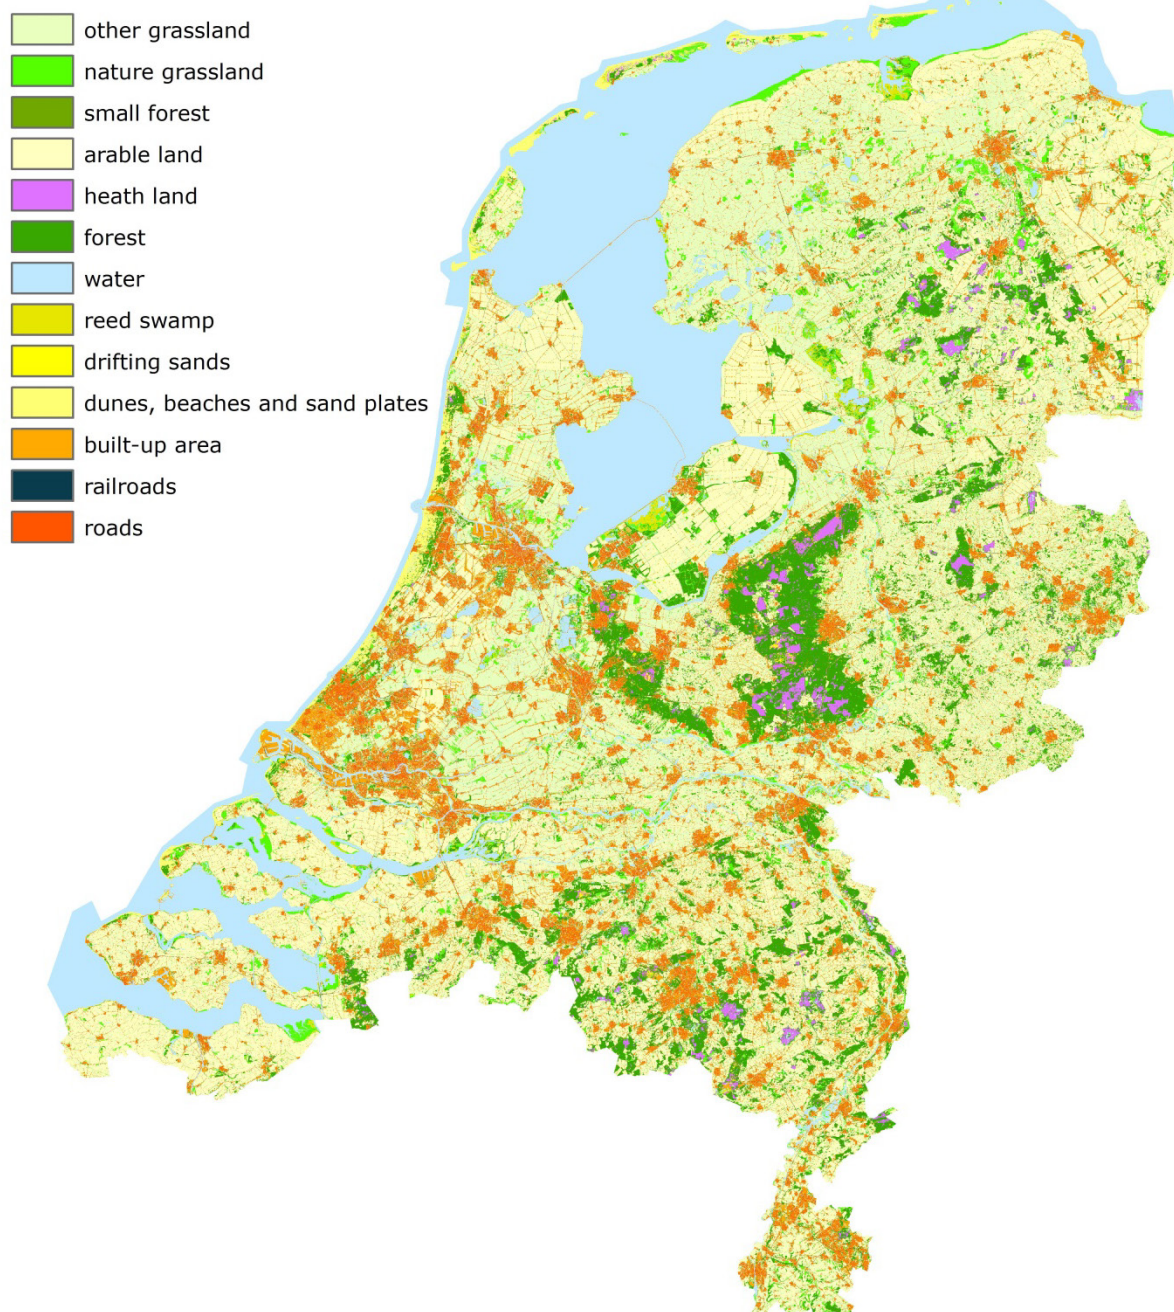 other grassland
nature grassland
small forest
arable land
heath land
forest
water
reed swamp
drifting sands
dunes, beaches and sand plates
built-up area
railroads
roads